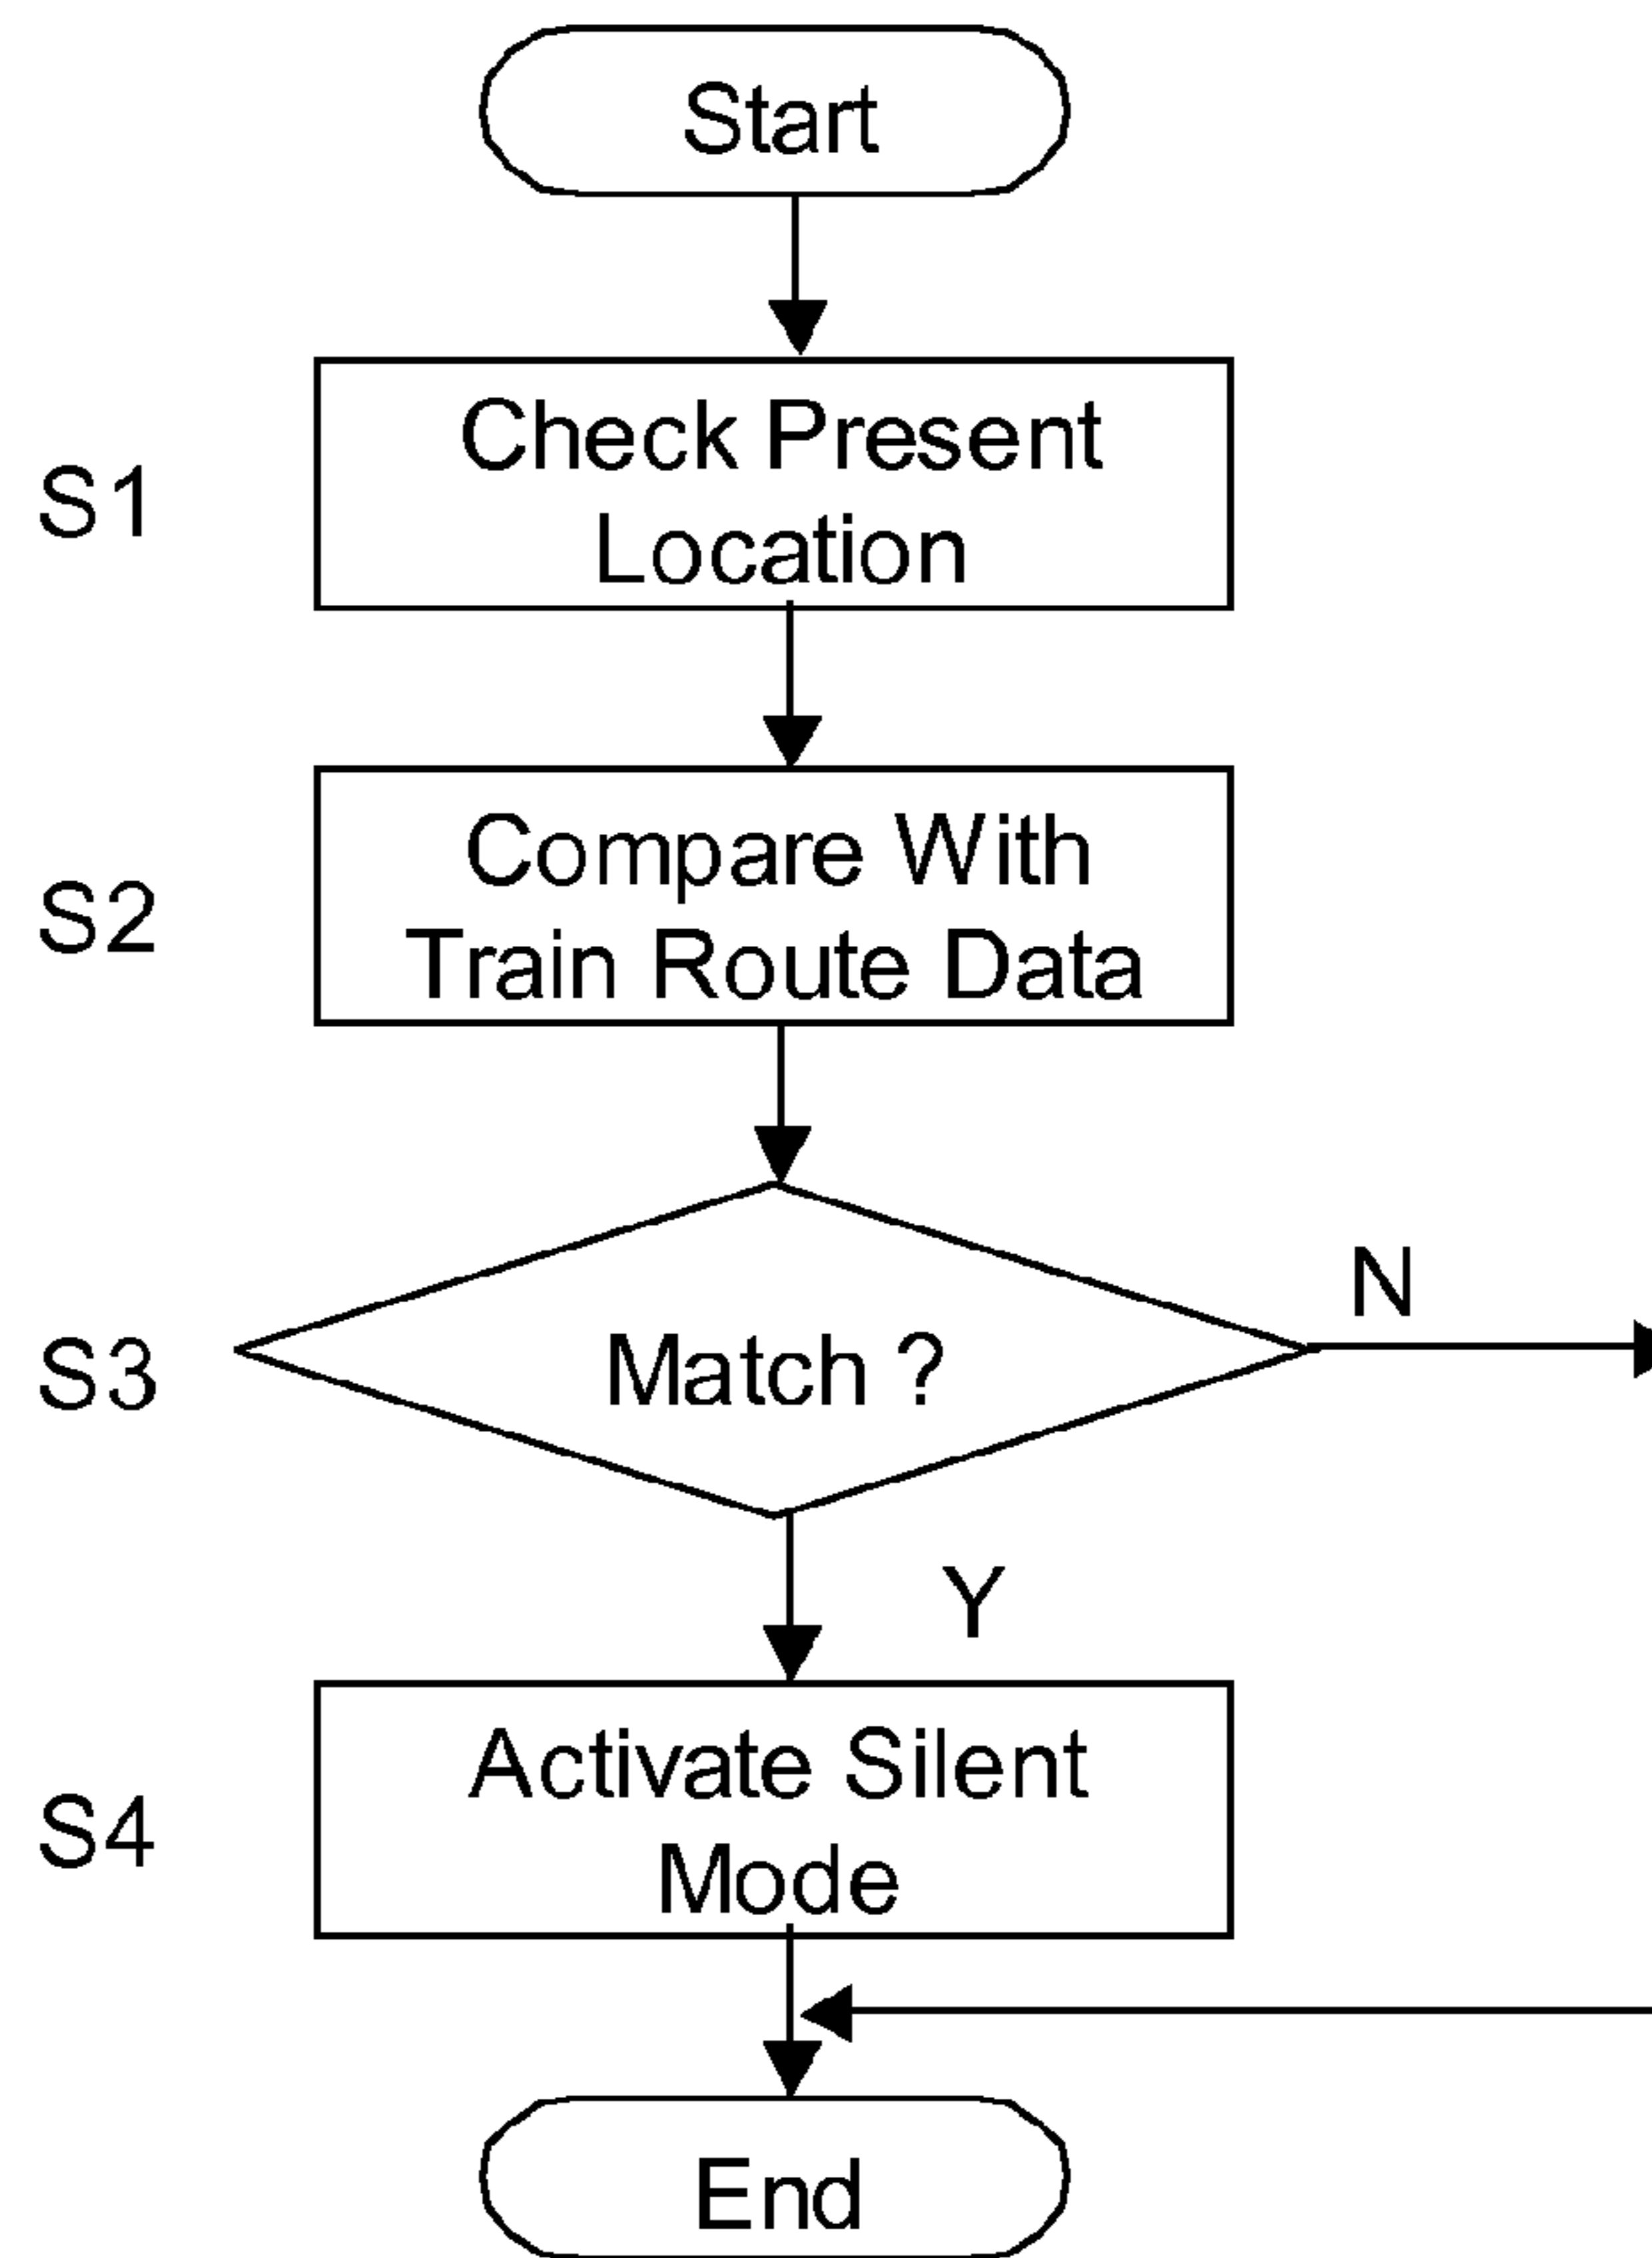 Start
S1
Check Present
Location
S2
Compare With
Train Route Data
S3
Match ?
N
Y
S4
Activate Silent
Mode
End